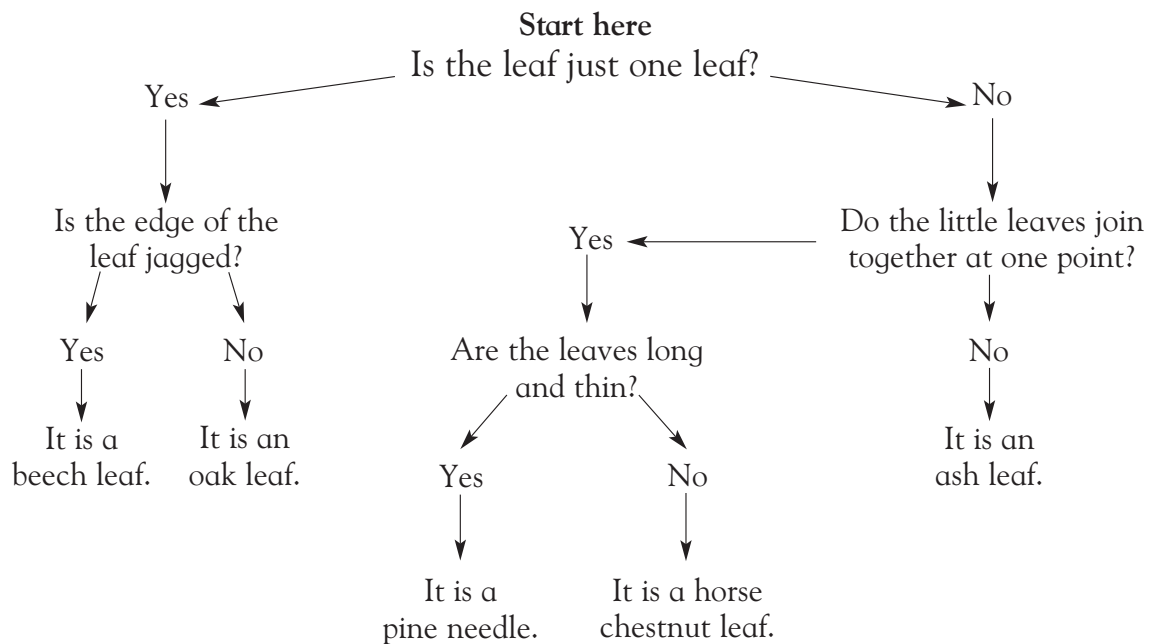 Start here
Is the leaf just one leaf?
Yes
No
Is the edge of the
leaf jagged?
Yes
Do the little leaves join
together at one point?
Yes
No
Are the leaves long
and thin?
No
It is a
beech leaf.
It is an
oak leaf.
Yes
No
It is an
ash leaf.
It is a
pine needle.
It is a horse
chestnut leaf.